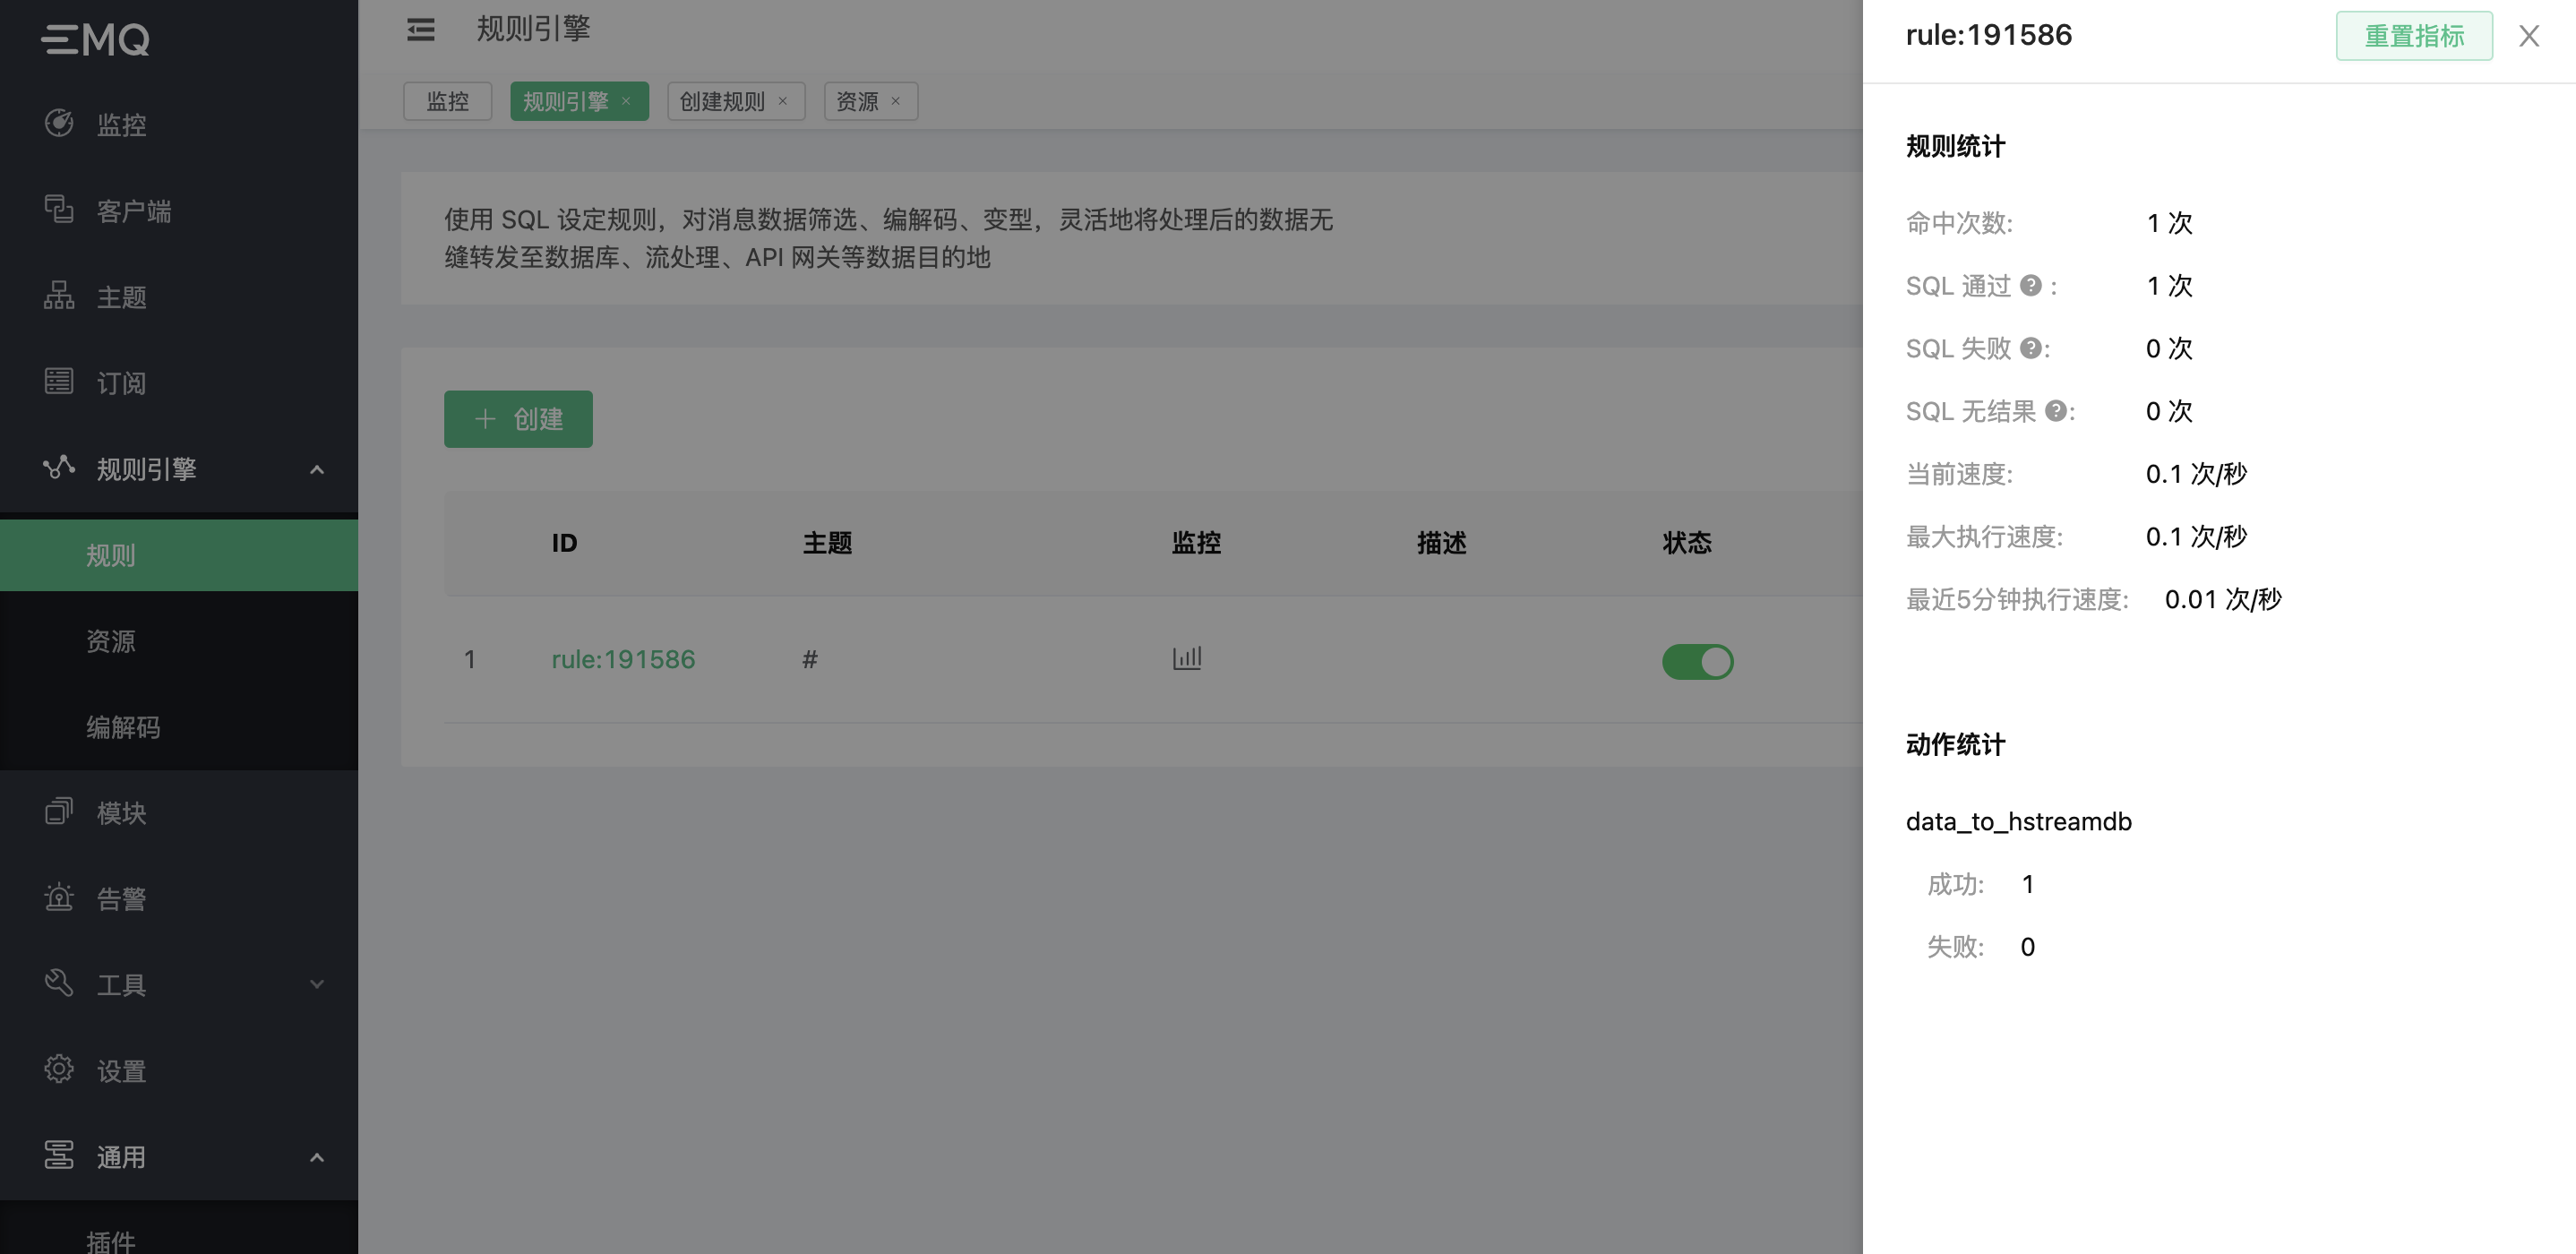 EMQ
监控
客户端
主题
订阅
规则引擎
规则
资源
编解码
模块
告警
工具
设置
通用
插件
规则引擎
监控
规则引擎 ×
创建规则 ×
资源 ×
使用 SQL 设定规则，对消息数据筛选、编解码、变型，灵活地将处理后的数据无
缝转发至数据库、流处理、API 网关等数据目的地
+ 创建
ID 主题 监控 描述 状态
1 rule:191586 #
rule:191586
重置指标
规则统计
命中次数: 1 次
SQL 通过 ? : 1 次
SQL 失败 ?: 0 次
SQL 无结果 ?: 0 次
当前速度: 0.1 次/秒
最大执行速度: 0.1 次/秒
最近5分钟执行速度: 0.01 次/秒
动作统计
data_to_hstreamdb
成功: 1
失败: 0